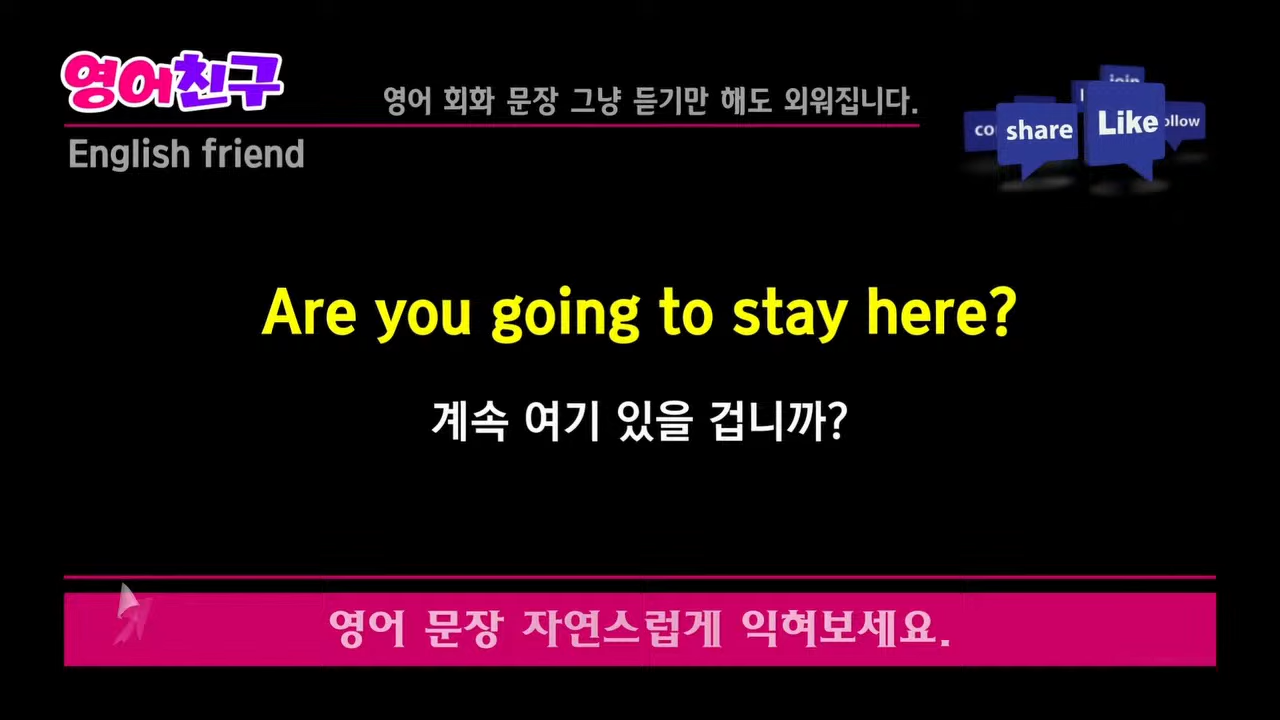 영어친구
영어 회화 문장 그냥 듣기만 해도 외워집니다.
English friend
join
share
Like
Are you going to stay here?
계속 여기 있을 겁니까?
영어 문장 자연스럽게 익혀보세요.